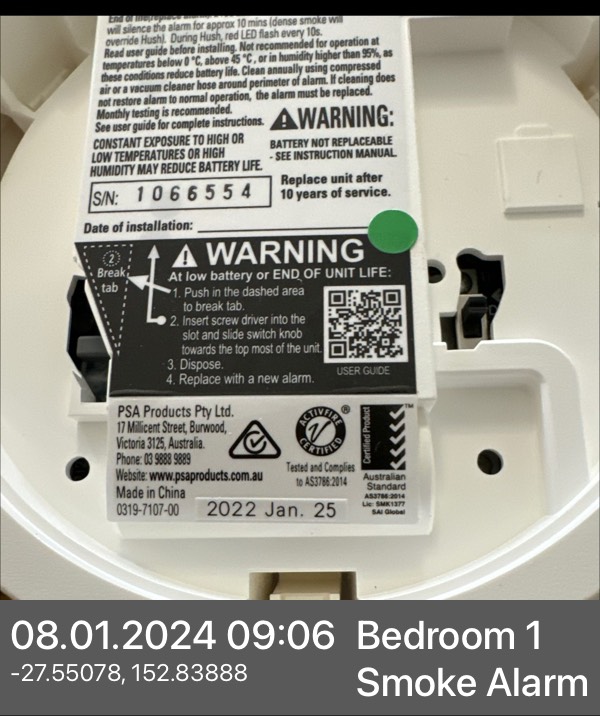 End of life(replace
will silence the alarm for approx 10 mins (dense smoke will
override Hush). During Hush, red LED flash every 10s.
Read user guide before installing. Not recommended for operation at
temperatures below 0 °C, above 45 °C, or in humidity higher than 95%, as
these conditions reduce battery life. Clean annually using compressed
air or a vacuum cleaner hose around perimeter of alarm. If cleaning does
not restore alarm to normal operation, the alarm must be replaced.
Monthly testing is recommended.
See user guide for complete instructions.
CONSTANT EXPOSURE TO HIGH OR
LOW TEMPERATURES OR HIGH
HUMIDITY MAY REDUCE BATTERY LIFE.
WARNING:
BATTERY NOT REPLACEABLE
- SEE INSTRUCTION MANUAL.
S/N: 1066554
Replace unit after
10 years of service.
Date of installation:
2
Break
tab
WARNING
At low battery or END OF UNIT LIFE:
1. Push in the dashed area
to break tab.
2. Insert screw driver into the
slot and slide switch knob
towards the top most of the unit.
3. Dispose.
4. Replace with a new alarm.
USER GUIDE
PSA Products Pty Ltd.
17 Millicent Street, Burwood,
Victoria 3125, Australia.
Phone: 03 9888 9889
Website: www.psaproducts.com.au
Made in China
0319-7107-00
2022 Jan. 25
ACTIVFIRE
CERTIFIED
®
Tested and Complies
to AS3786:2014
Certified Product
TM
Australian
Standard
AS3786:2014
Lic: SMK1377
SAI Global
08.01.2024 09:06
-27.55078, 152.83888
Bedroom 1
Smoke Alarm